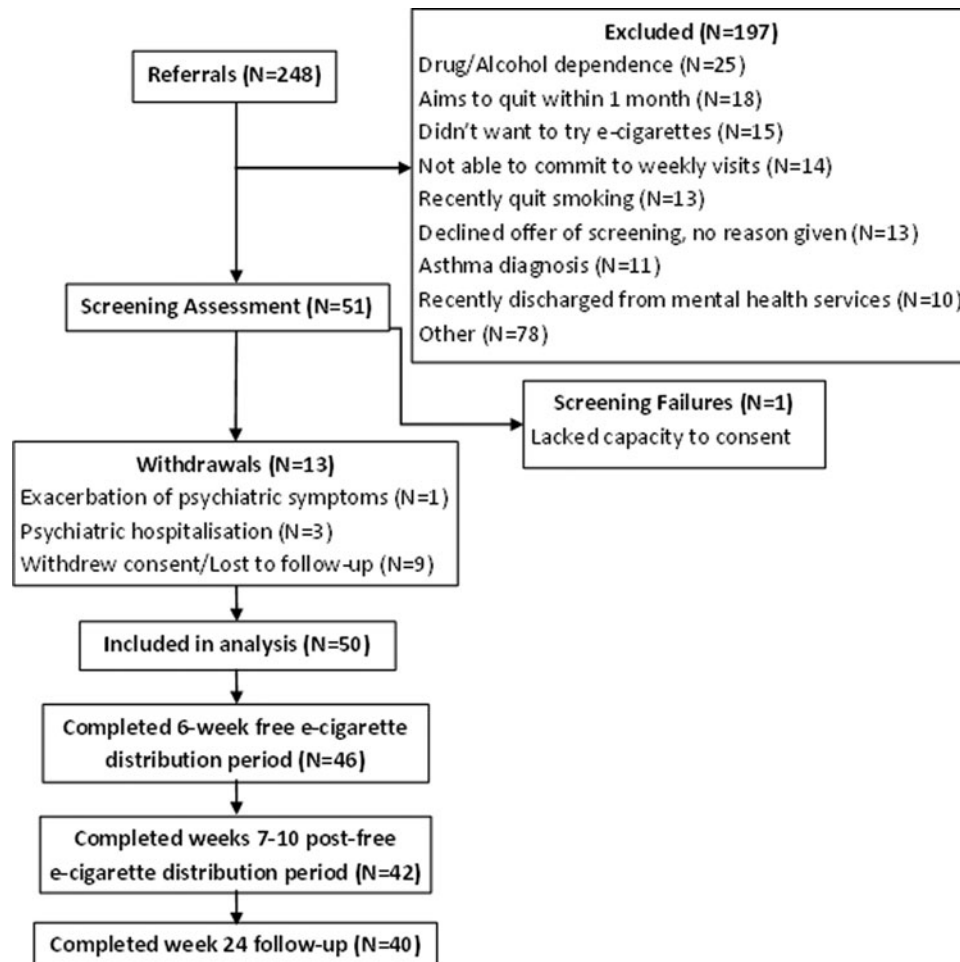 Referrals (N=248)
Excluded (N=197)
Drug/Alcohol dependence (N=25)
Aims to quit within 1 month (N=18)
Didn't want to try e-cigarettes (N=15)
Not able to commit to weekly visits (N=14)
Recently quit smoking (N=13)
Declined offer of screening, no reason given (N=13)
Asthma diagnosis (N=11)
Recently discharged from mental health services (N=10)
Other (N=78)
Screening Assessment (N=51)
Screening Failures (N=1)
Lacked capacity to consent
Withdrawals (N=13)
Exacerbation of psychiatric symptoms (N=1)
Psychiatric hospitalisation (N=3)
Withdrew consent/Lost to follow-up (N=9)
Included in analysis (N=50)
Completed 6-week free e-cigarette
distribution period (N=46)
Completed weeks 7-10 post-free
e-cigarette distribution period (N=42)
Completed week 24 follow-up (N=40)